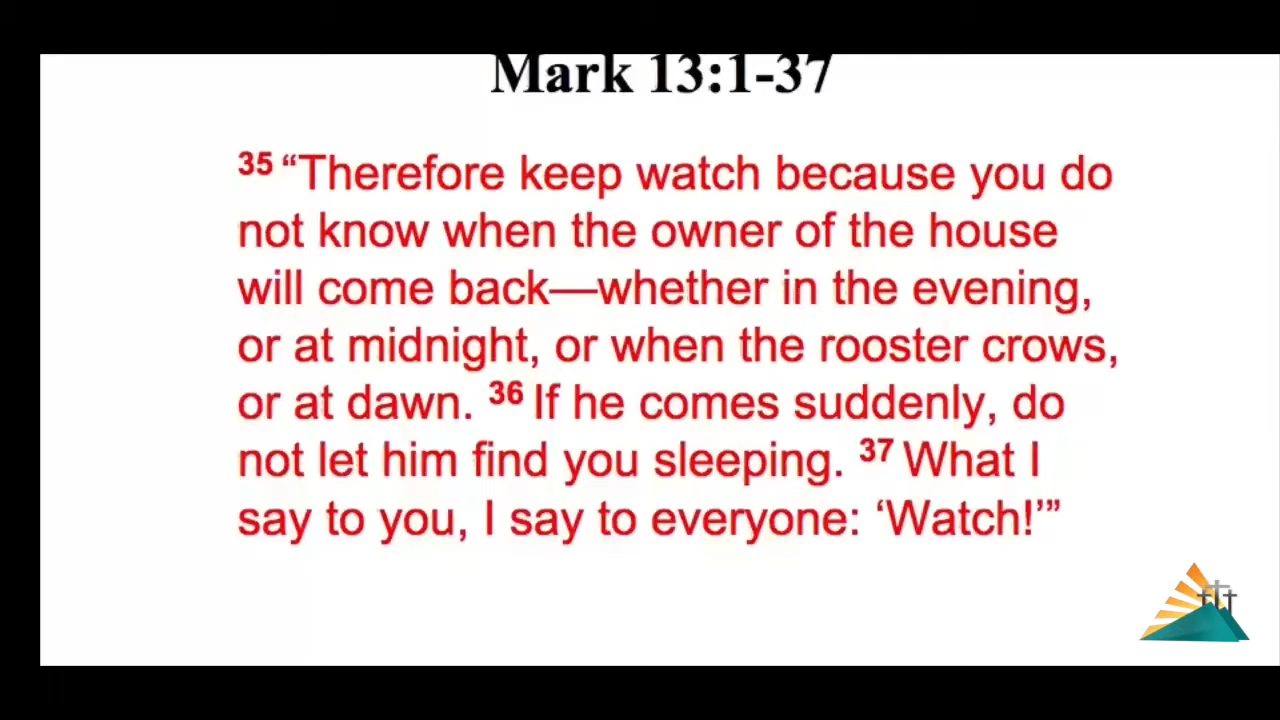 Mark 13:1-37
35 “Therefore keep watch because you do
not know when the owner of the house
will come back—whether in the evening,
or at midnight, or when the rooster crows,
or at dawn. 36 If he comes suddenly, do
not let him find you sleeping. 37 What I
say to you, I say to everyone: ‘Watch!’”